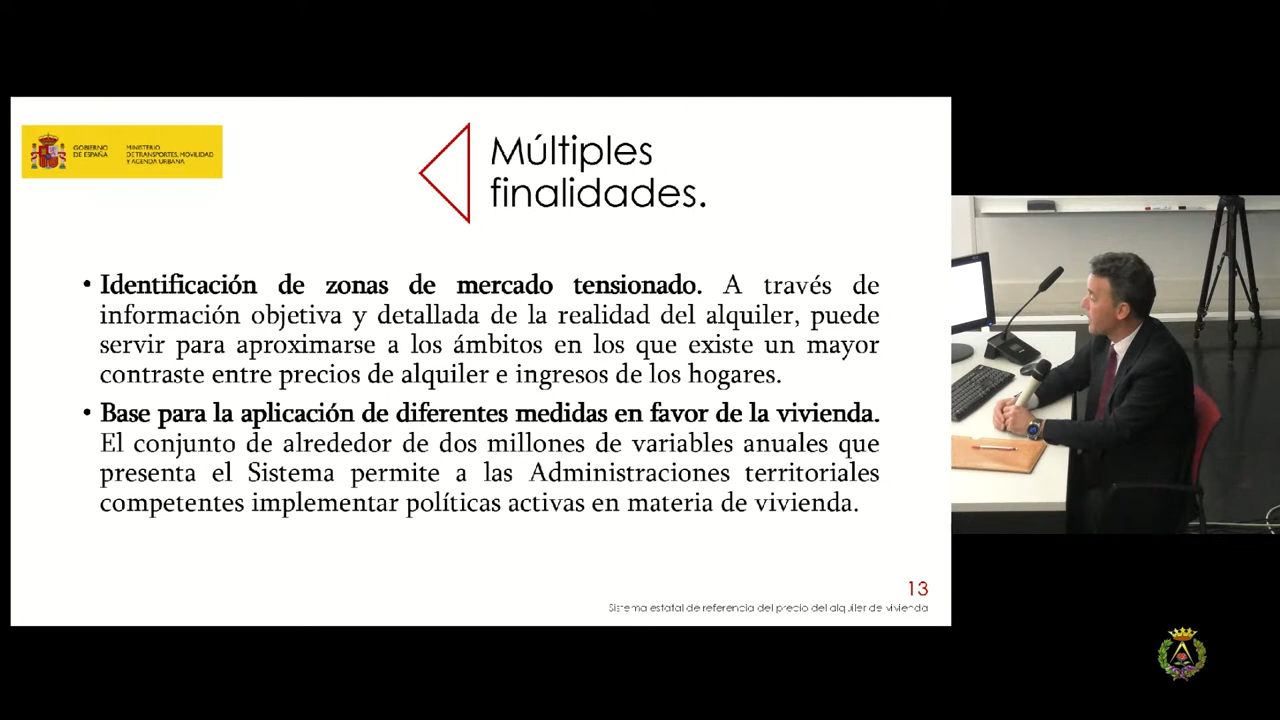 GOBIERNO
DE ESPAÑA
MINISTERIO
DE TRANSPORTES, MOVILIDAD
Y AGENDA URBANA
Múltiples
finalidades.
• Identificación de zonas de mercado tensionado. A través de
información objetiva y detallada de la realidad del alquiler, puede
servir para aproximarse a los ámbitos en los que existe un mayor
contraste entre precios de alquiler e ingresos de los hogares.
• Base para la aplicación de diferentes medidas en favor de la vivienda.
El conjunto de alrededor de dos millones de variables anuales que
presenta el Sistema permite a las Administraciones territoriales
competentes implementar políticas activas en materia de vivienda.
13
Sistema estatal de referencia del precio del alquiler de vivienda